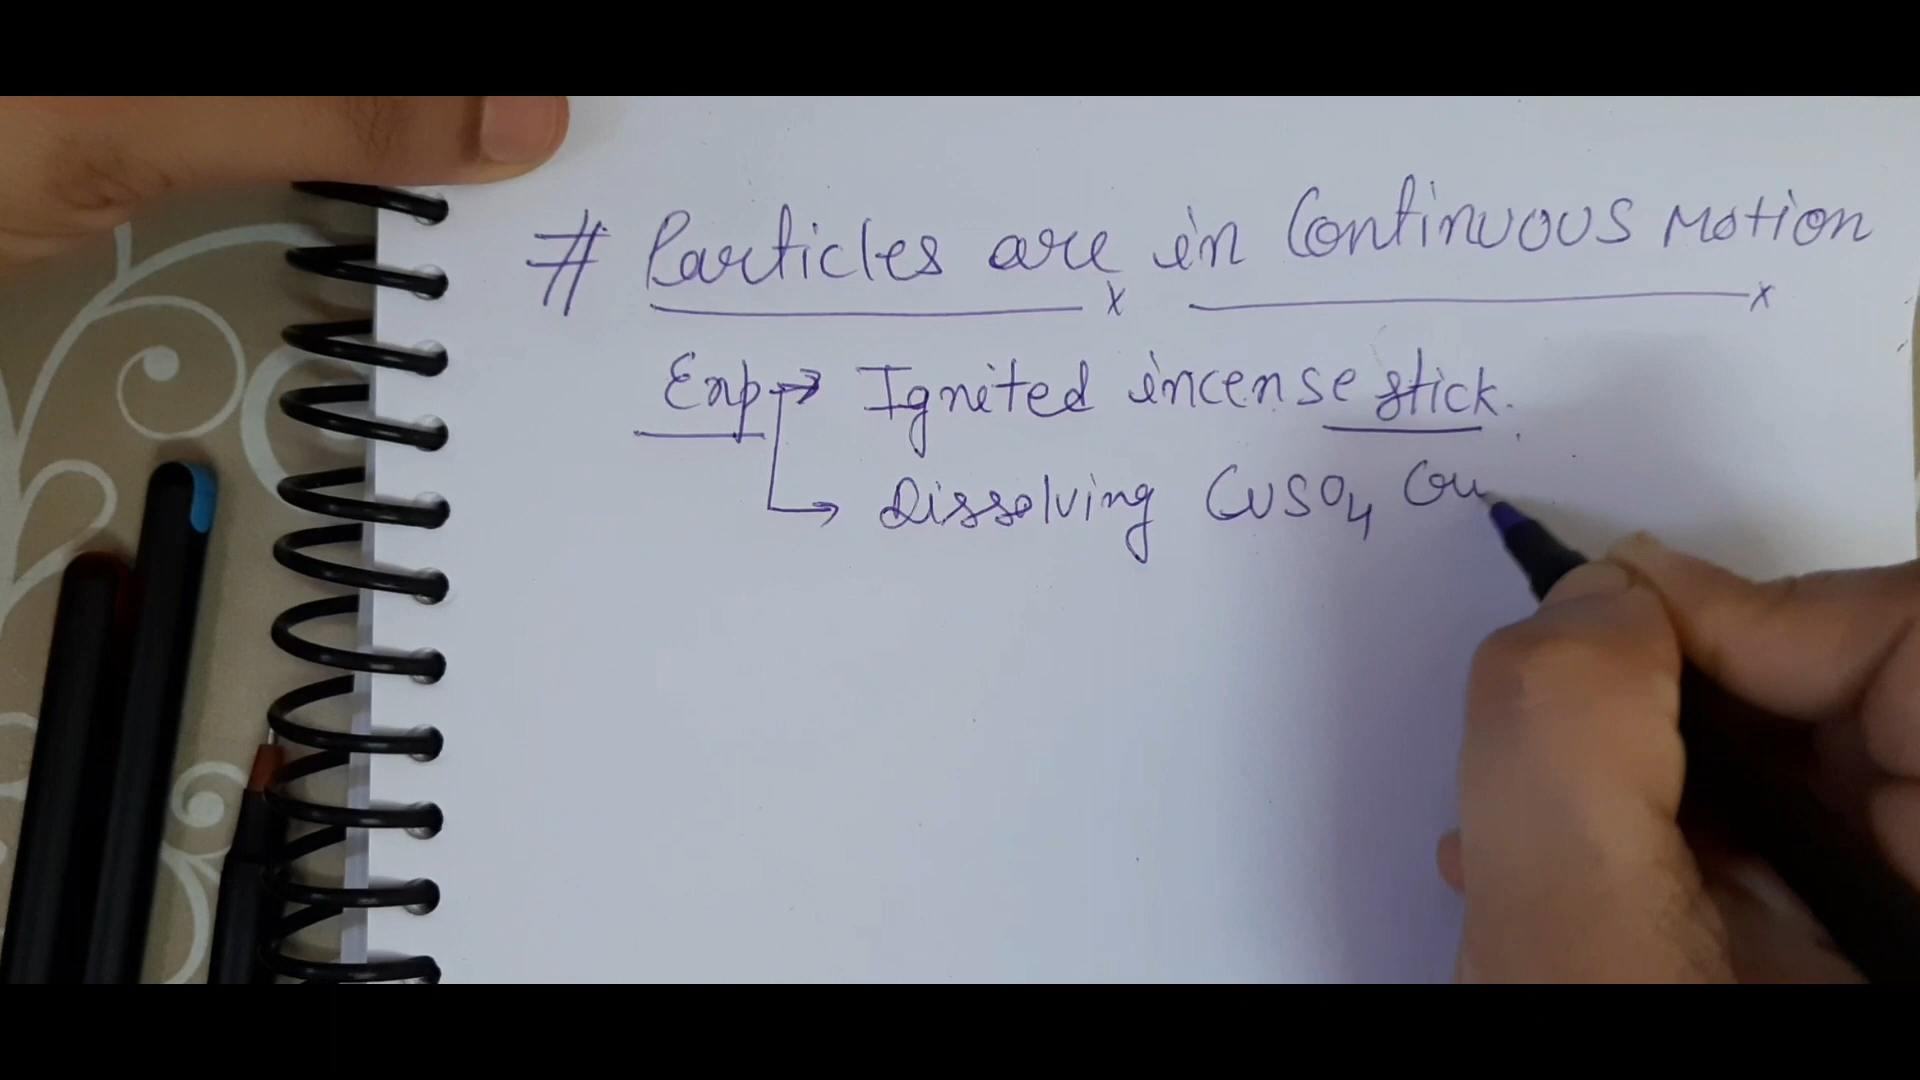 # Particles are in Continuous Motion
x x
Exp → Ignited incense stick.
→ Dissolving CuSO4